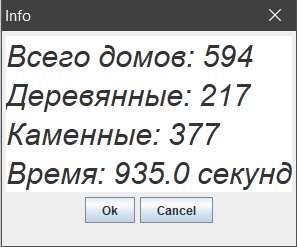 Info
Всего домов: 594
Деревянные: 217
Каменные: 377
Время: 935.0 секунд
Ok Cancel